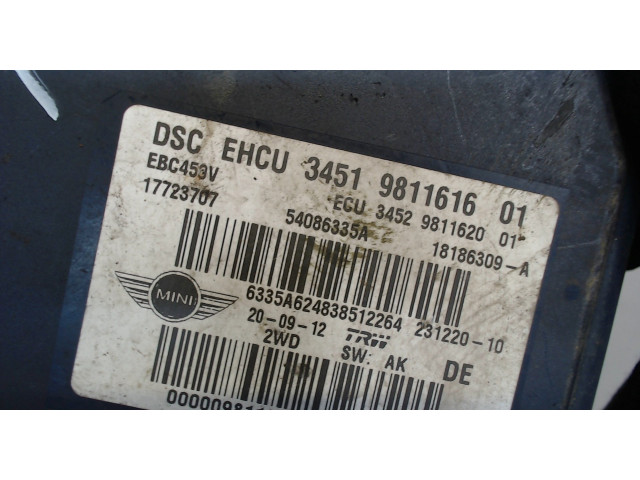 DSC EHCU 3451 9811616 01
EBC453V ECU 3452 9811620 01
17723707 54086335A 18186309-A
MINI 6335A624838512264 231220-10
20-09-12 TRW DE
2WD SW: AK